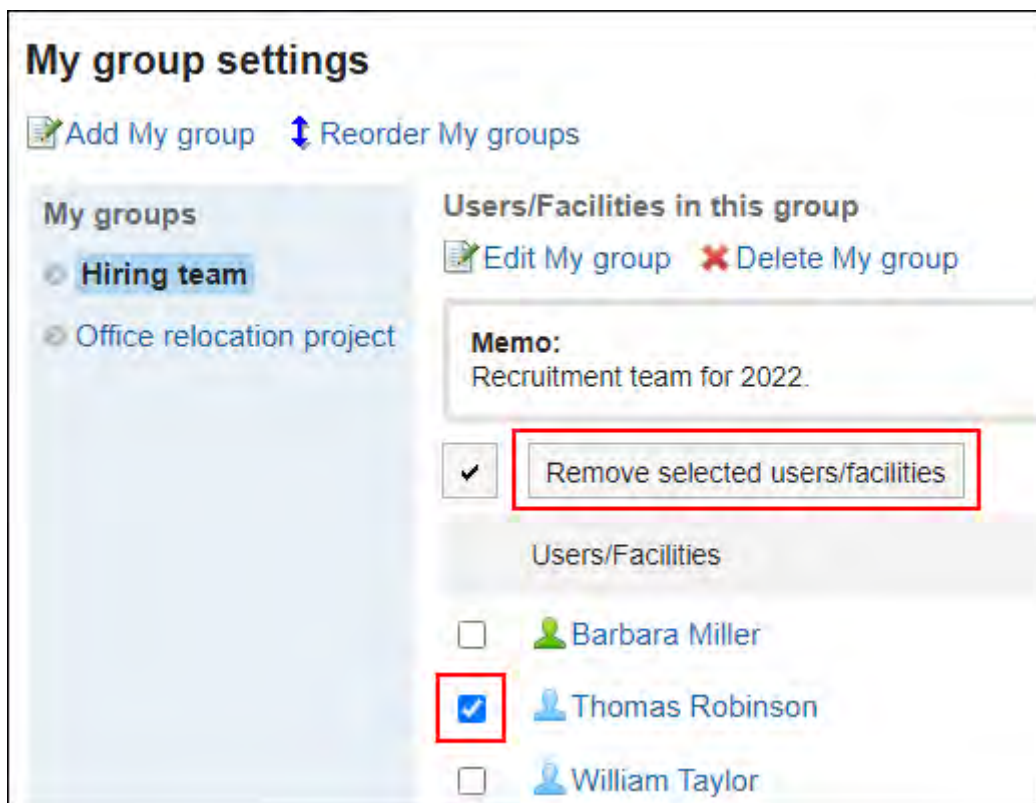 My group settings
Add My group Reorder My groups
My groups
Hiring team
Office relocation project
Users/Facilities in this group
Edit My group Delete My group
Memo:
Recruitment team for 2022.
Remove selected users/facilities
Users/Facilities
Barbara Miller
Thomas Robinson
William Taylor